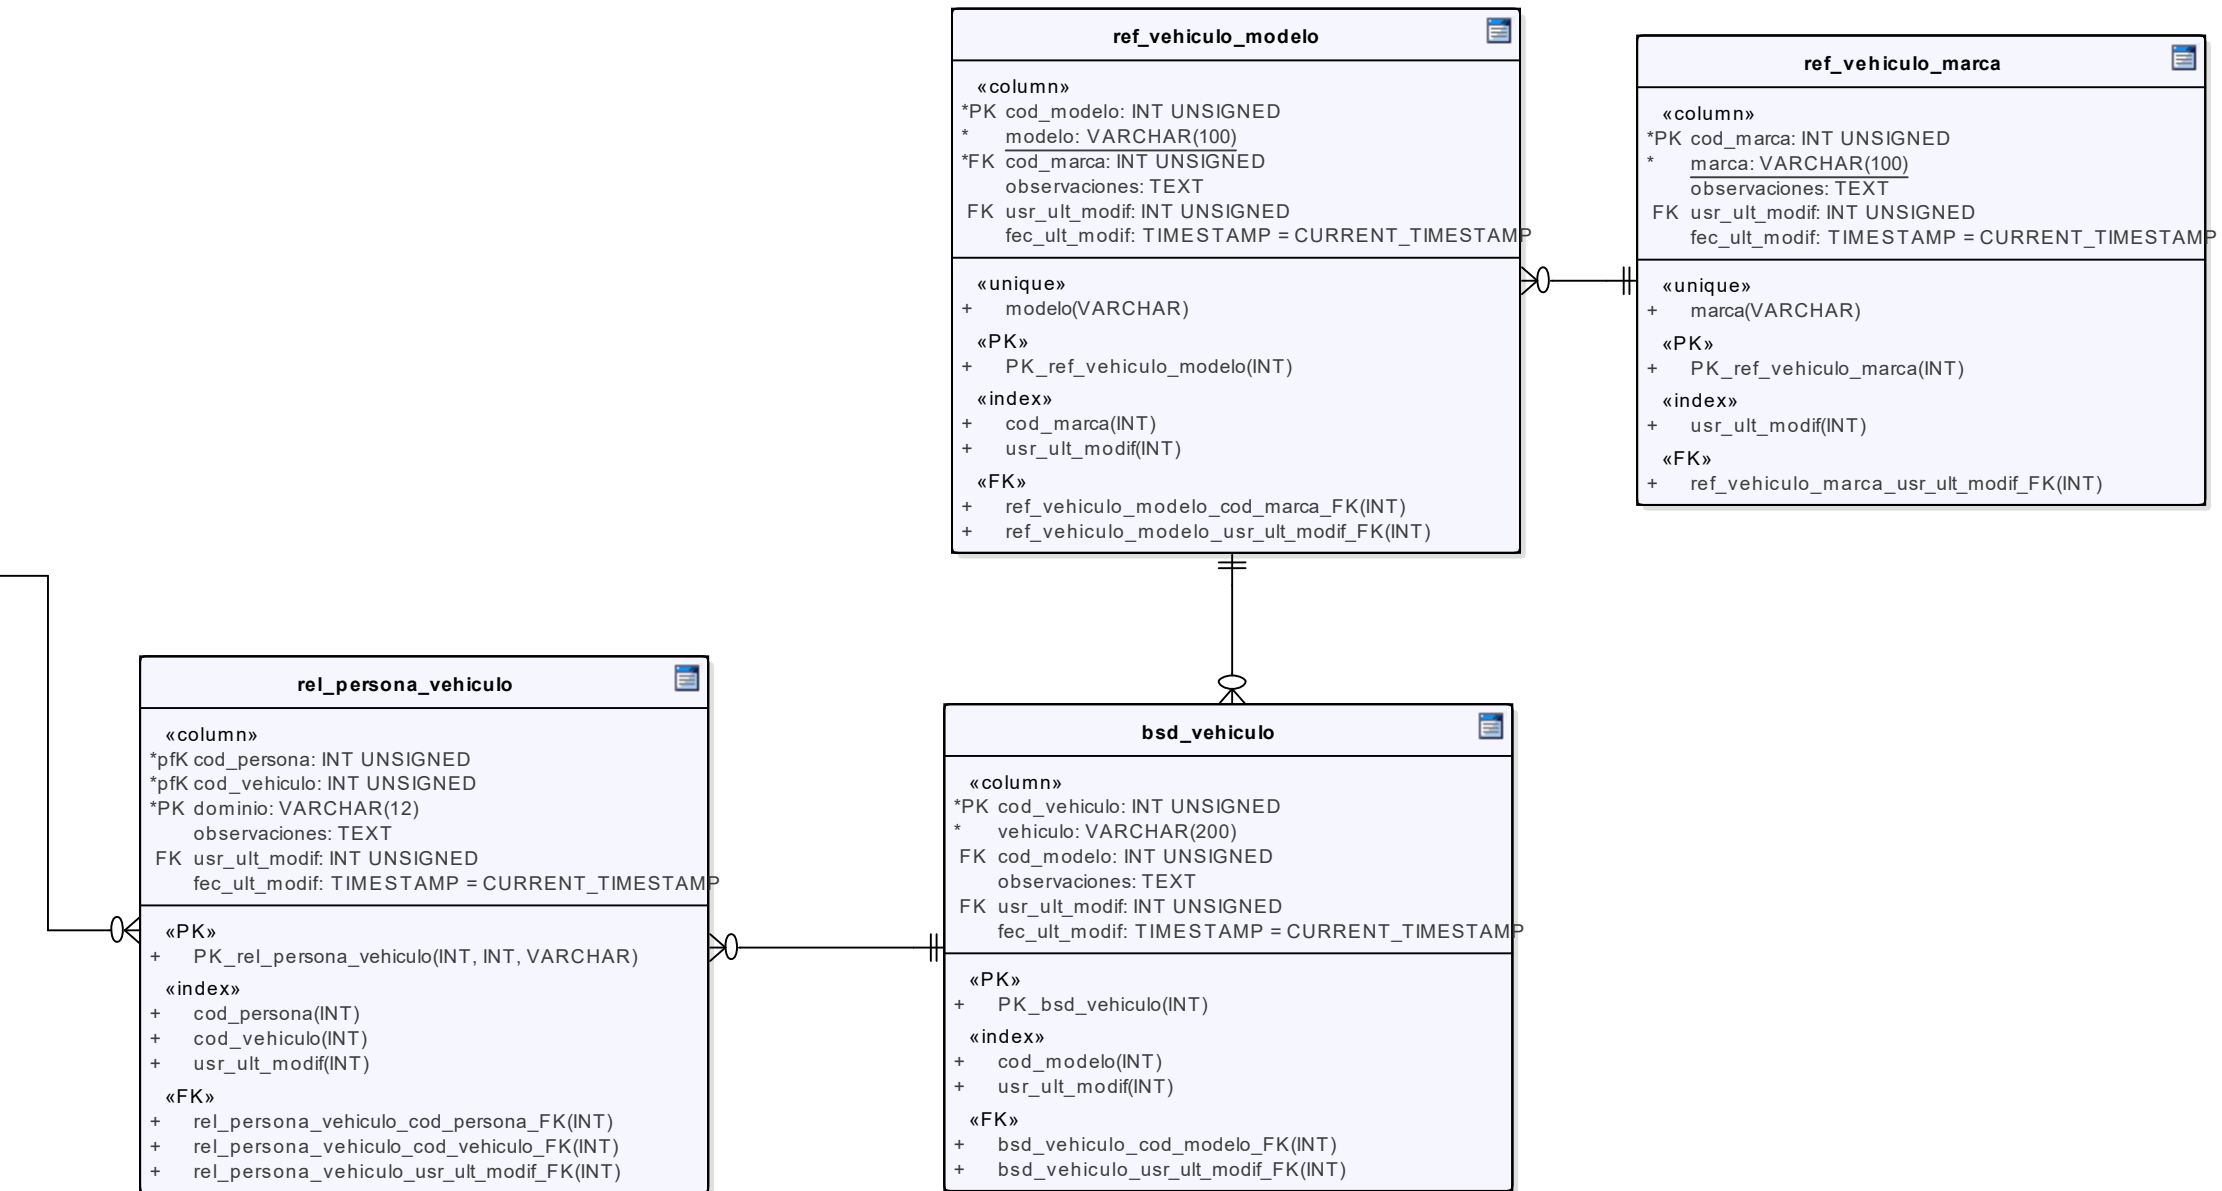 ref_vehiculo_modelo
«column»
*PK cod_modelo: INT UNSIGNED
* modelo: VARCHAR(100)
*FK cod_marca: INT UNSIGNED
observaciones: TEXT
FK usr_ult_modif: INT UNSIGNED
fec_ult_modif: TIMESTAMP = CURRENT_TIMESTAMP
«unique»
+ modelo(VARCHAR)
«PK»
+ PK_ref_vehiculo_modelo(INT)
«index»
+ cod_marca(INT)
+ usr_ult_modif(INT)
«FK»
+ ref_vehiculo_modelo_cod_marca_FK(INT)
+ ref_vehiculo_modelo_usr_ult_modif_FK(INT)
ref_vehiculo_marca
«column»
*PK cod_marca: INT UNSIGNED
* marca: VARCHAR(100)
observaciones: TEXT
FK usr_ult_modif: INT UNSIGNED
fec_ult_modif: TIMESTAMP = CURRENT_TIMESTAMP
«unique»
+ marca(VARCHAR)
«PK»
+ PK_ref_vehiculo_marca(INT)
«index»
+ usr_ult_modif(INT)
«FK»
+ ref_vehiculo_marca_usr_ult_modif_FK(INT)
rel_persona_vehiculo
«column»
*pfK cod_persona: INT UNSIGNED
*pfK cod_vehiculo: INT UNSIGNED
*PK dominio: VARCHAR(12)
observaciones: TEXT
FK usr_ult_modif: INT UNSIGNED
fec_ult_modif: TIMESTAMP = CURRENT_TIMESTAMP
«PK»
+ PK_rel_persona_vehiculo(INT, INT, VARCHAR)
«index»
+ cod_persona(INT)
+ cod_vehiculo(INT)
+ usr_ult_modif(INT)
«FK»
+ rel_persona_vehiculo_cod_persona_FK(INT)
+ rel_persona_vehiculo_cod_vehiculo_FK(INT)
+ rel_persona_vehiculo_usr_ult_modif_FK(INT)
bsd_vehiculo
«column»
*PK cod_vehiculo: INT UNSIGNED
* vehiculo: VARCHAR(200)
FK cod_modelo: INT UNSIGNED
observaciones: TEXT
FK usr_ult_modif: INT UNSIGNED
fec_ult_modif: TIMESTAMP = CURRENT_TIMESTAMP
«PK»
+ PK_bsd_vehiculo(INT)
«index»
+ cod_modelo(INT)
+ usr_ult_modif(INT)
«FK»
+ bsd_vehiculo_cod_modelo_FK(INT)
+ bsd_vehiculo_usr_ult_modif_FK(INT)